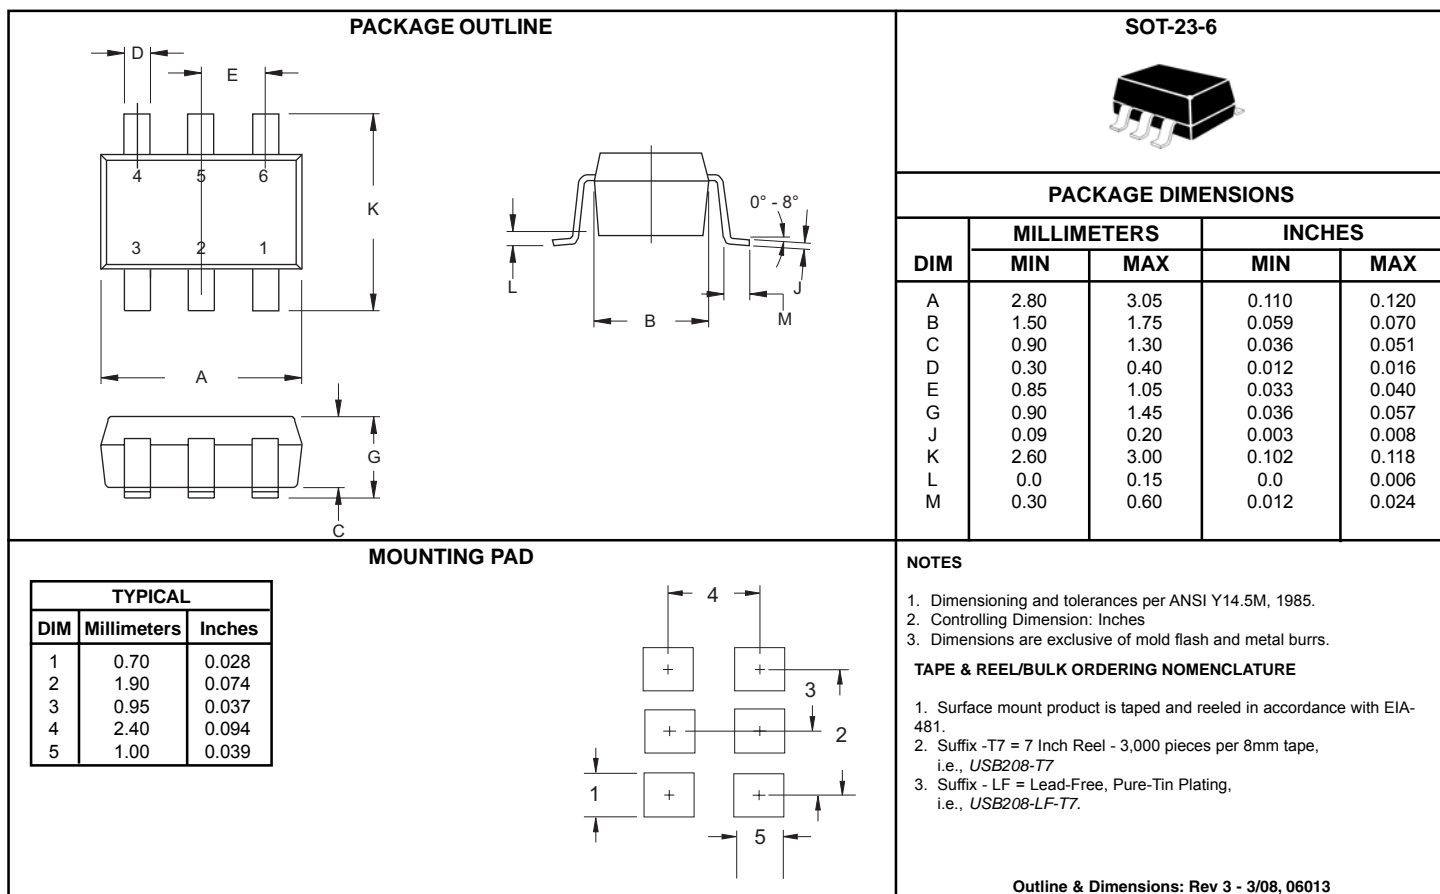 PACKAGE OUTLINE
D
E
4 5 6
3 2 1
K
A
G
C
0° - 8°
L
B
J
M
SOT-23-6
PACKAGE DIMENSIONS
MILLIMETERS INCHES
DIM MIN MAX MIN MAX
A 2.80 3.05 0.110 0.120
B 1.50 1.75 0.059 0.070
C 0.90 1.30 0.036 0.051
D 0.30 0.40 0.012 0.016
E 0.85 1.05 0.033 0.040
G 0.90 1.45 0.036 0.057
J 0.09 0.20 0.003 0.008
K 2.60 3.00 0.102 0.118
L 0.0 0.15 0.0 0.006
M 0.30 0.60 0.012 0.024
MOUNTING PAD
TYPICAL
DIM Millimeters Inches
1 0.70 0.028
2 1.90 0.074
3 0.95 0.037
4 2.40 0.094
5 1.00 0.039
4
3
2
1
5
NOTES
1. Dimensioning and tolerances per ANSI Y14.5M, 1985.
2. Controlling Dimension: Inches
3. Dimensions are exclusive of mold flash and metal burrs.
TAPE & REEL/BULK ORDERING NOMENCLATURE
1. Surface mount product is taped and reeled in accordance with EIA-
481.
2. Suffix -T7 = 7 Inch Reel - 3,000 pieces per 8mm tape,
i.e., USB208-T7
3. Suffix - LF = Lead-Free, Pure-Tin Plating,
i.e., USB208-LF-T7.
Outline & Dimensions: Rev 3 - 3/08, 06013